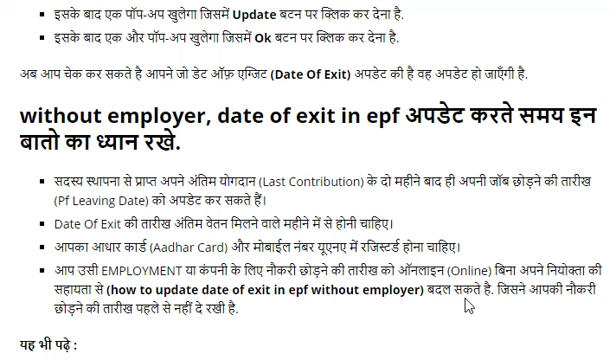 इसके बाद एक पॉप-अप खुलेगा जिसमें Update बटन पर क्लिक कर देना है.
इसके बाद एक और पॉप-अप खुलेगा जिसमें Ok बटन पर क्लिक कर देना है.
अब आप चेक कर सकते है आपने जो डेट ऑफ़ एग्जिट (Date Of Exit) अपडेट की है वह अपडेट हो जाएँगी है.
without employer, date of exit in epf अपडेट करते समय इन
बातो का ध्यान रखे.
सदस्य स्थापना से प्राप्त अपने अंतिम योगदान (Last Contribution) के दो महीने बाद ही अपनी जॉब छोड़ने की तारीख
(Pf Leaving Date) को अपडेट कर सकते हैं।
Date Of Exit की तारीख अंतिम वेतन मिलने वाले महीने में से होनी चाहिए।
आपका आधार कार्ड (Aadhar Card) और मोबाईल नंबर यूएनए में रजिस्टर्ड होना चाहिए।
आप उसी EMPLOYMENT या कंपनी के लिए नौकरी छोड़ने की तारीख को ऑनलाइन (Online) बिना अपने नियोक्ता की
सहायता से (how to update date of exit in epf without employer) बदल सकते है. जिसने आपकी नौकरी
छोड़ने की तारीख पहले से नहीं दे रखी है.
यह भी पढ़े :